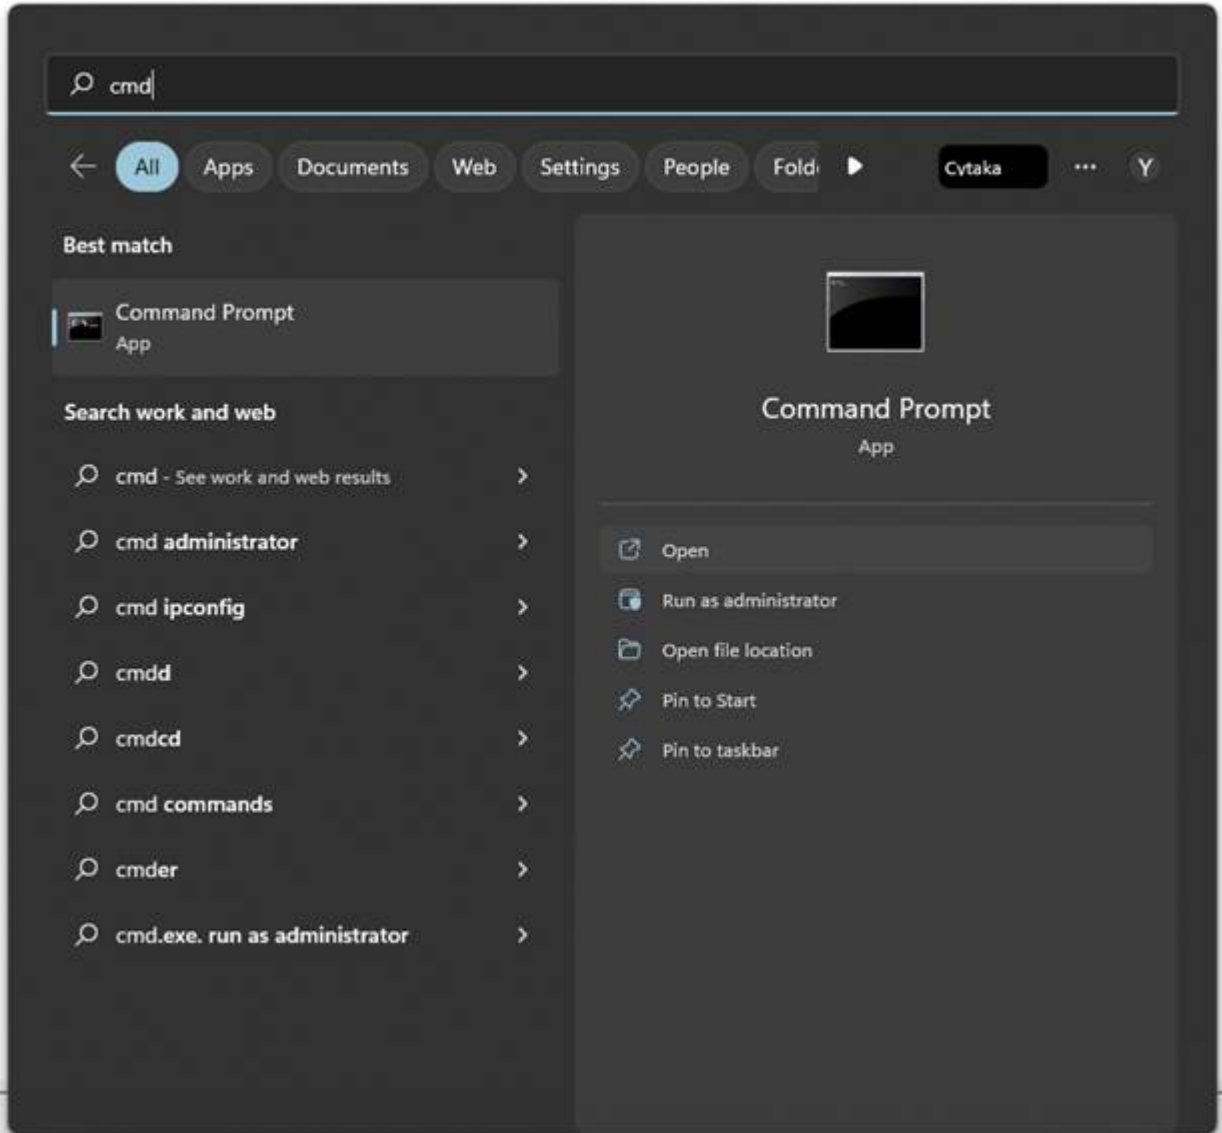 cmd
All Apps Documents Web Settings People Cytaka ... Y
Best match
Command Prompt
App
Search work and web
cmd - See work and web results
cmd administrator
cmd ipconfig
cmdd
cmdcd
cmd commands
cmder
cmd.exe. run as administrator
Command Prompt
App
Open
Run as administrator
Open file location
Pin to Start
Pin to taskbar